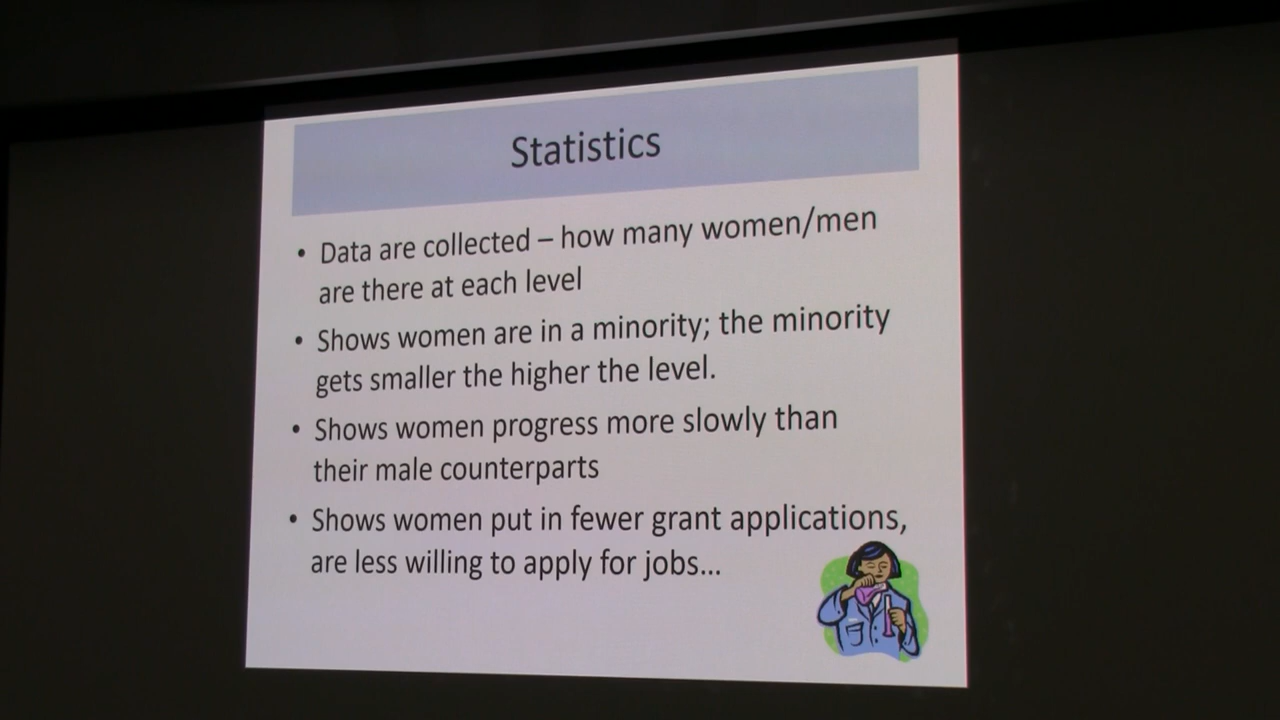 Statistics
• Data are collected – how many women/men
are there at each level
• Shows women are in a minority; the minority
gets smaller the higher the level.
• Shows women progress more slowly than
their male counterparts
• Shows women put in fewer grant applications,
are less willing to apply for jobs...